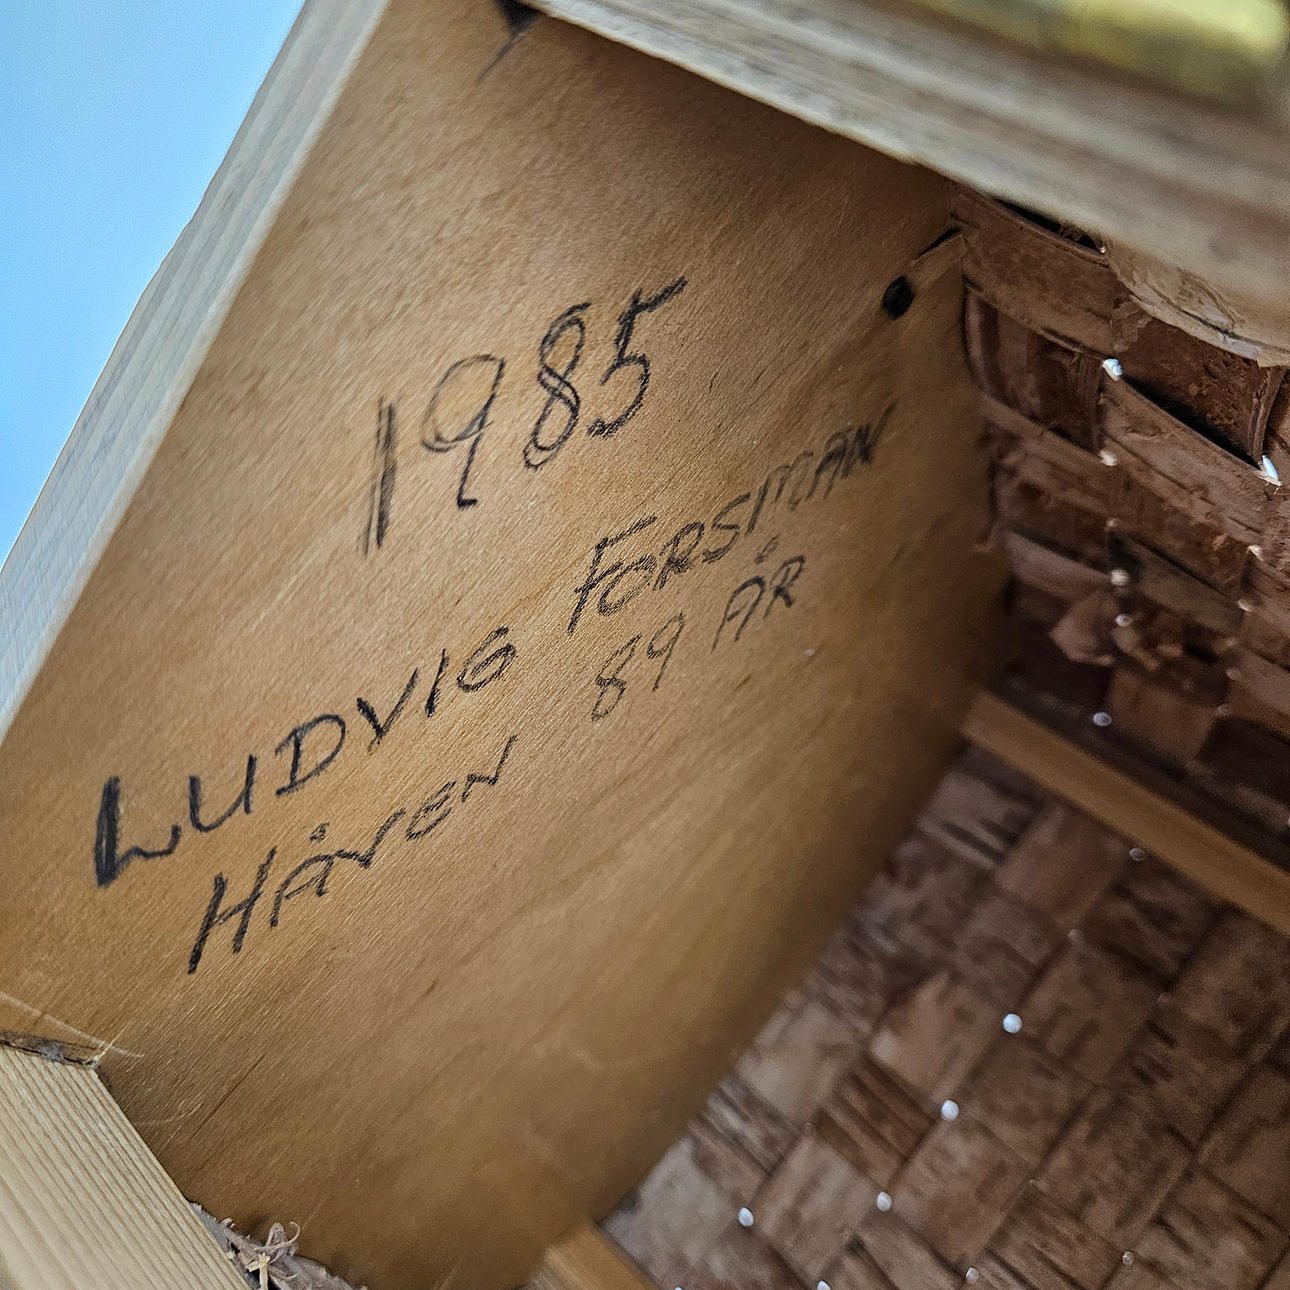 1985
LUDVIG FORSMAN
HÅVEN 89 ÅR